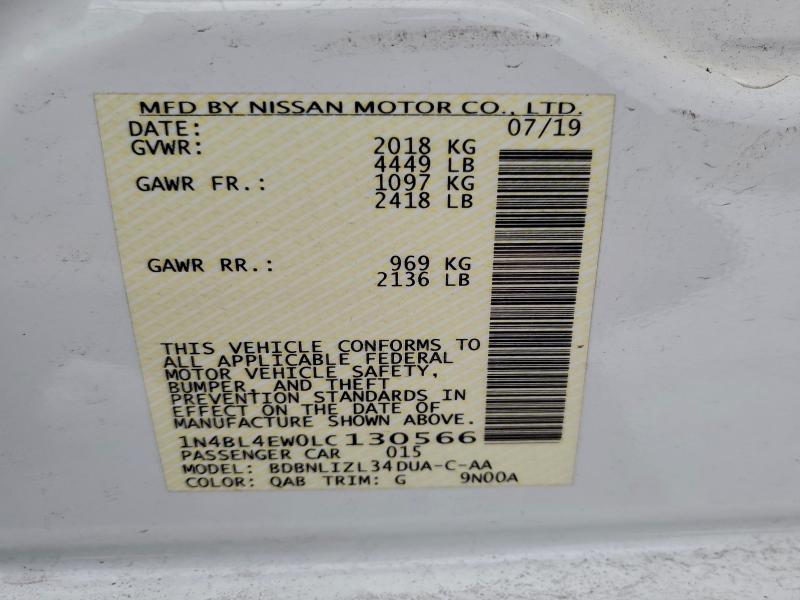 MFD BY NISSAN MOTOR CO., LTD.
DATE: 07/19
GVWR: 2018 KG
4449 LB
GAWR FR.: 1097 KG
2418 LB
GAWR RR.: 969 KG
2136 LB
THIS VEHICLE CONFORMS TO
ALL APPLICABLE FEDERAL
MOTOR VEHICLE SAFETY,
BUMPER, AND THEFT
PREVENTION STANDARDS IN
EFFECT ON THE DATE OF
MANUFACTURE SHOWN ABOVE.
1N4BL4EW0LC130566
PASSENGER CAR 015
MODEL: BDBNLIZL34DUA-C-AA
COLOR: QAB TRIM: G 9N00A